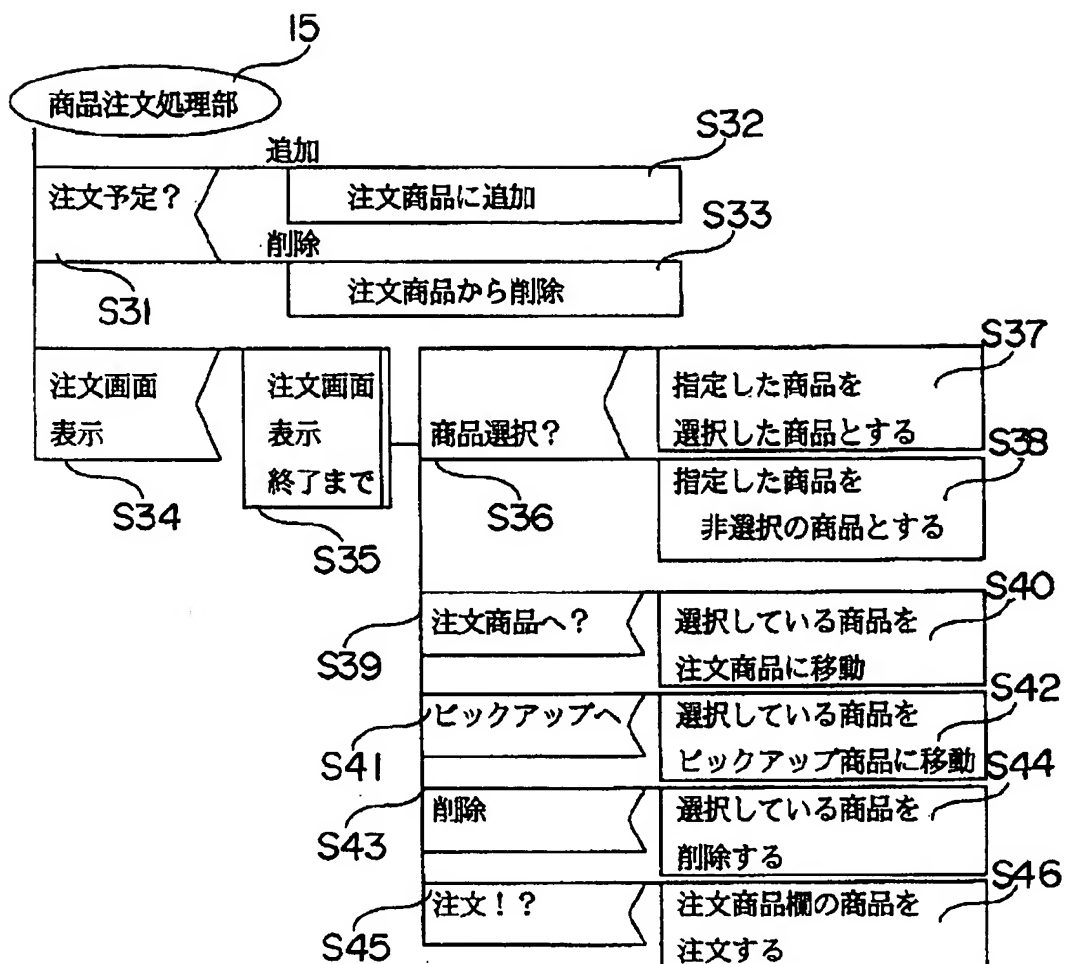 15
商品注文処理部
追加
S32
注文予定？
注文商品に追加
削除
S33
S31
注文商品から削除
注文画面
表示
S34
注文画面
表示
終了まで
S35
商品選択？
S36
S37
指定した商品を
選択した商品とする
S38
指定した商品を
非選択の商品とする
注文商品へ？
S39
S40
選択している商品を
注文商品に移動
ピックアップへ
S41
S42
選択している商品を
ピックアップ商品に移動
削除
S43
S44
選択している商品を
削除する
注文！？
S45
S46
注文商品欄の商品を
注文する